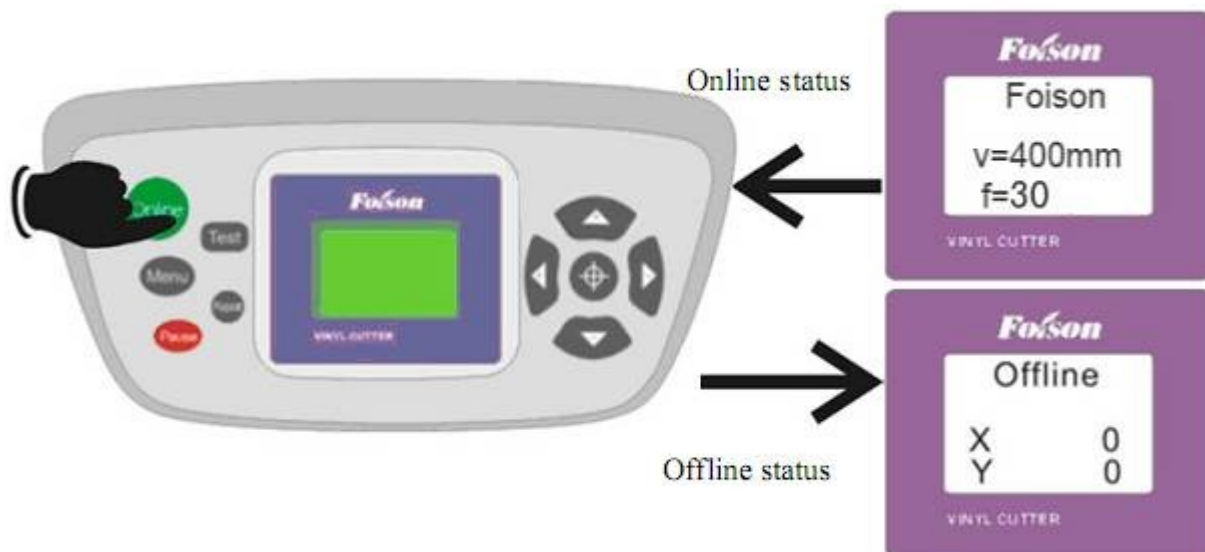 Online
Test
Menu
Next
Pause
Foison
VINYL CUTTER
Online status
Offline status
Foison
Foison
v=400mm
f=30
VINYL CUTTER
Foison
Offline
X 0
Y 0
VINYL CUTTER